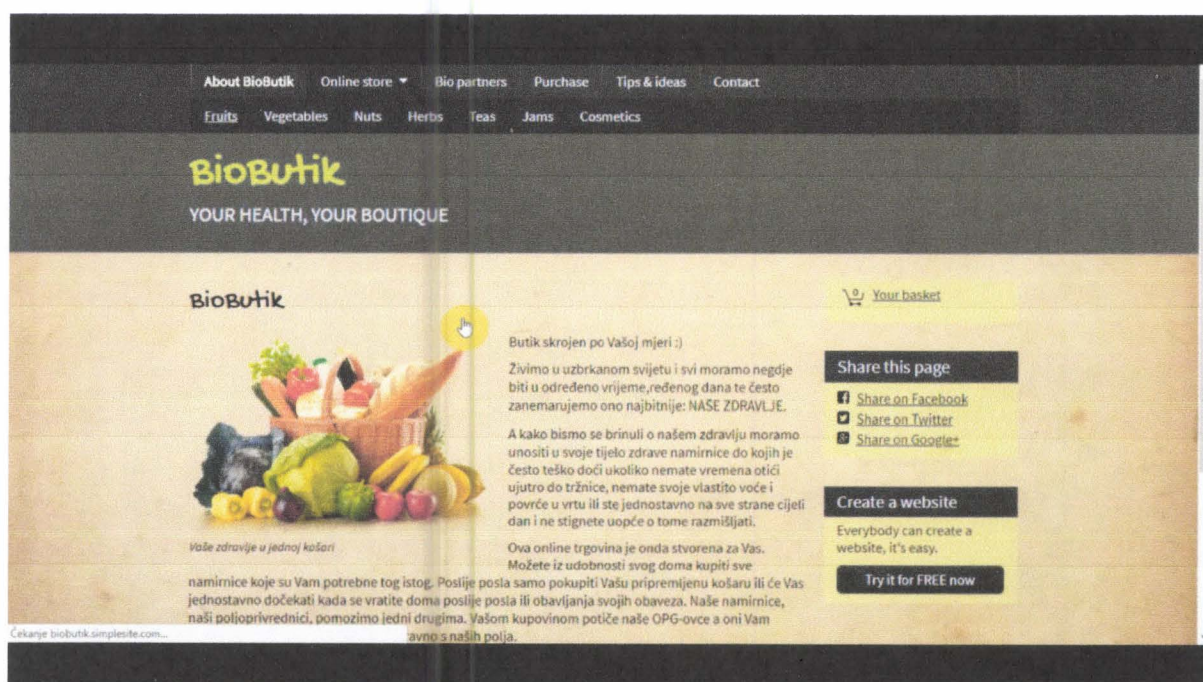 About BioButik Online store Bio partners Purchase Tips & ideas Contact
Fruits Vegetables Nuts Herbs Teas Jams Cosmetics
BioButik
YOUR HEALTH, YOUR BOUTIQUE
BioButik
Butik skrojen po Vašoj mjeri :)
Živimo u uzbrkanom svijetu i svi moramo negdje
biti u određeno vrijeme,ređenog dana te često
zanemarujemo ono najbitnije: NAŠE ZDRAVLJE.
A kako bismo se brinuli o našem zdravlju moramo
unositi u svoje tijelo zdrave namirnice do kojih je
često teško doći ukoliko nemate vremena otići
ujutro do tržnice, nemate svoje vlastito voće i
povrće u vrtu ili ste jednostavno na sve strane cijeli
dan i ne stignete uopće o tome razmišljati.
Vaše zdravlje u jednoj košari
Ova online trgovina je onda stvorena za Vas.
Možete iz udobnosti svog doma kupiti sve
namirnice koje su Vam potrebne tog istog. Poslije posla samo pokupiti Vašu pripremljenu košaru ili će Vas
jednostavno dočekati kada se vratite doma poslije posla ili obavljanja svojih obaveza. Naše namirnice,
naši poljoprivrednici, pomozimo jedni drugima. Vašom kupovinom potiče naše OPG-ovce a oni Vam
ravno s naših polja.
Čekanje biobutik.simplesite.com...
0 Your basket
Share this page
Share on Facebook
Share on Twitter
Share on Google+
Create a website
Everybody can create a
website, it's easy.
Try it for FREE now